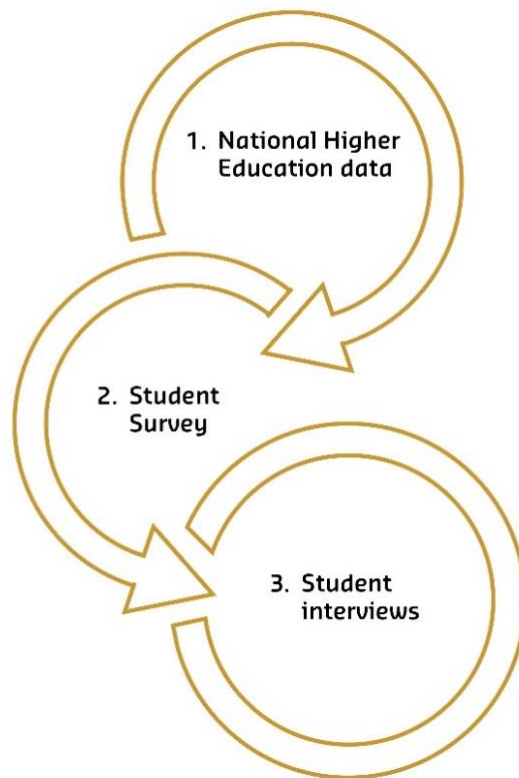 1. National Higher
Education data
2. Student
Survey
3. Student
interviews